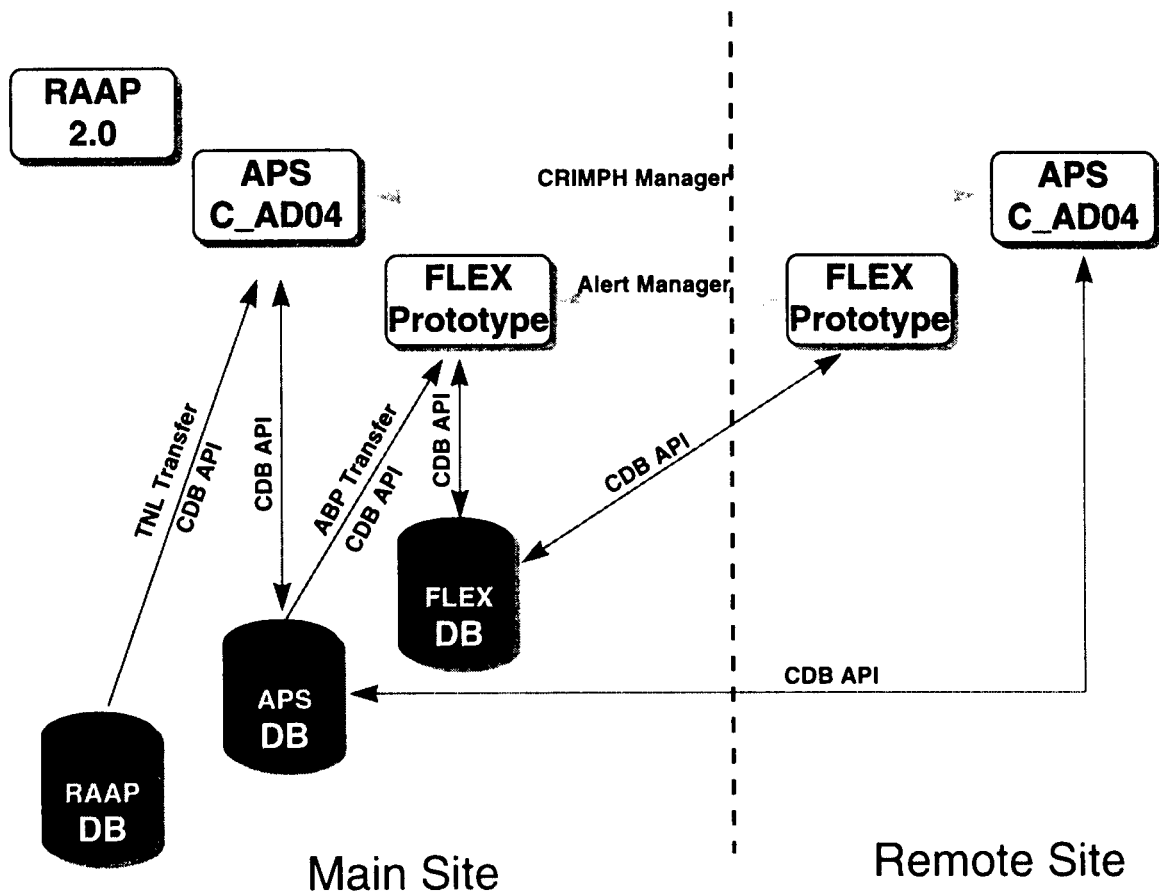 RAAP
2.0
APS
C_AD04
CRIMPH Manager
APS
C_AD04
FLEX
Prototype
Alert Manager
FLEX
Prototype
TNL Transfer
CDB API
CDB API
ABP Transfer
CDB API
CDB API
CDB API
FLEX
DB
APS
DB
CDB API
RAAP
DB
Main Site
Remote Site